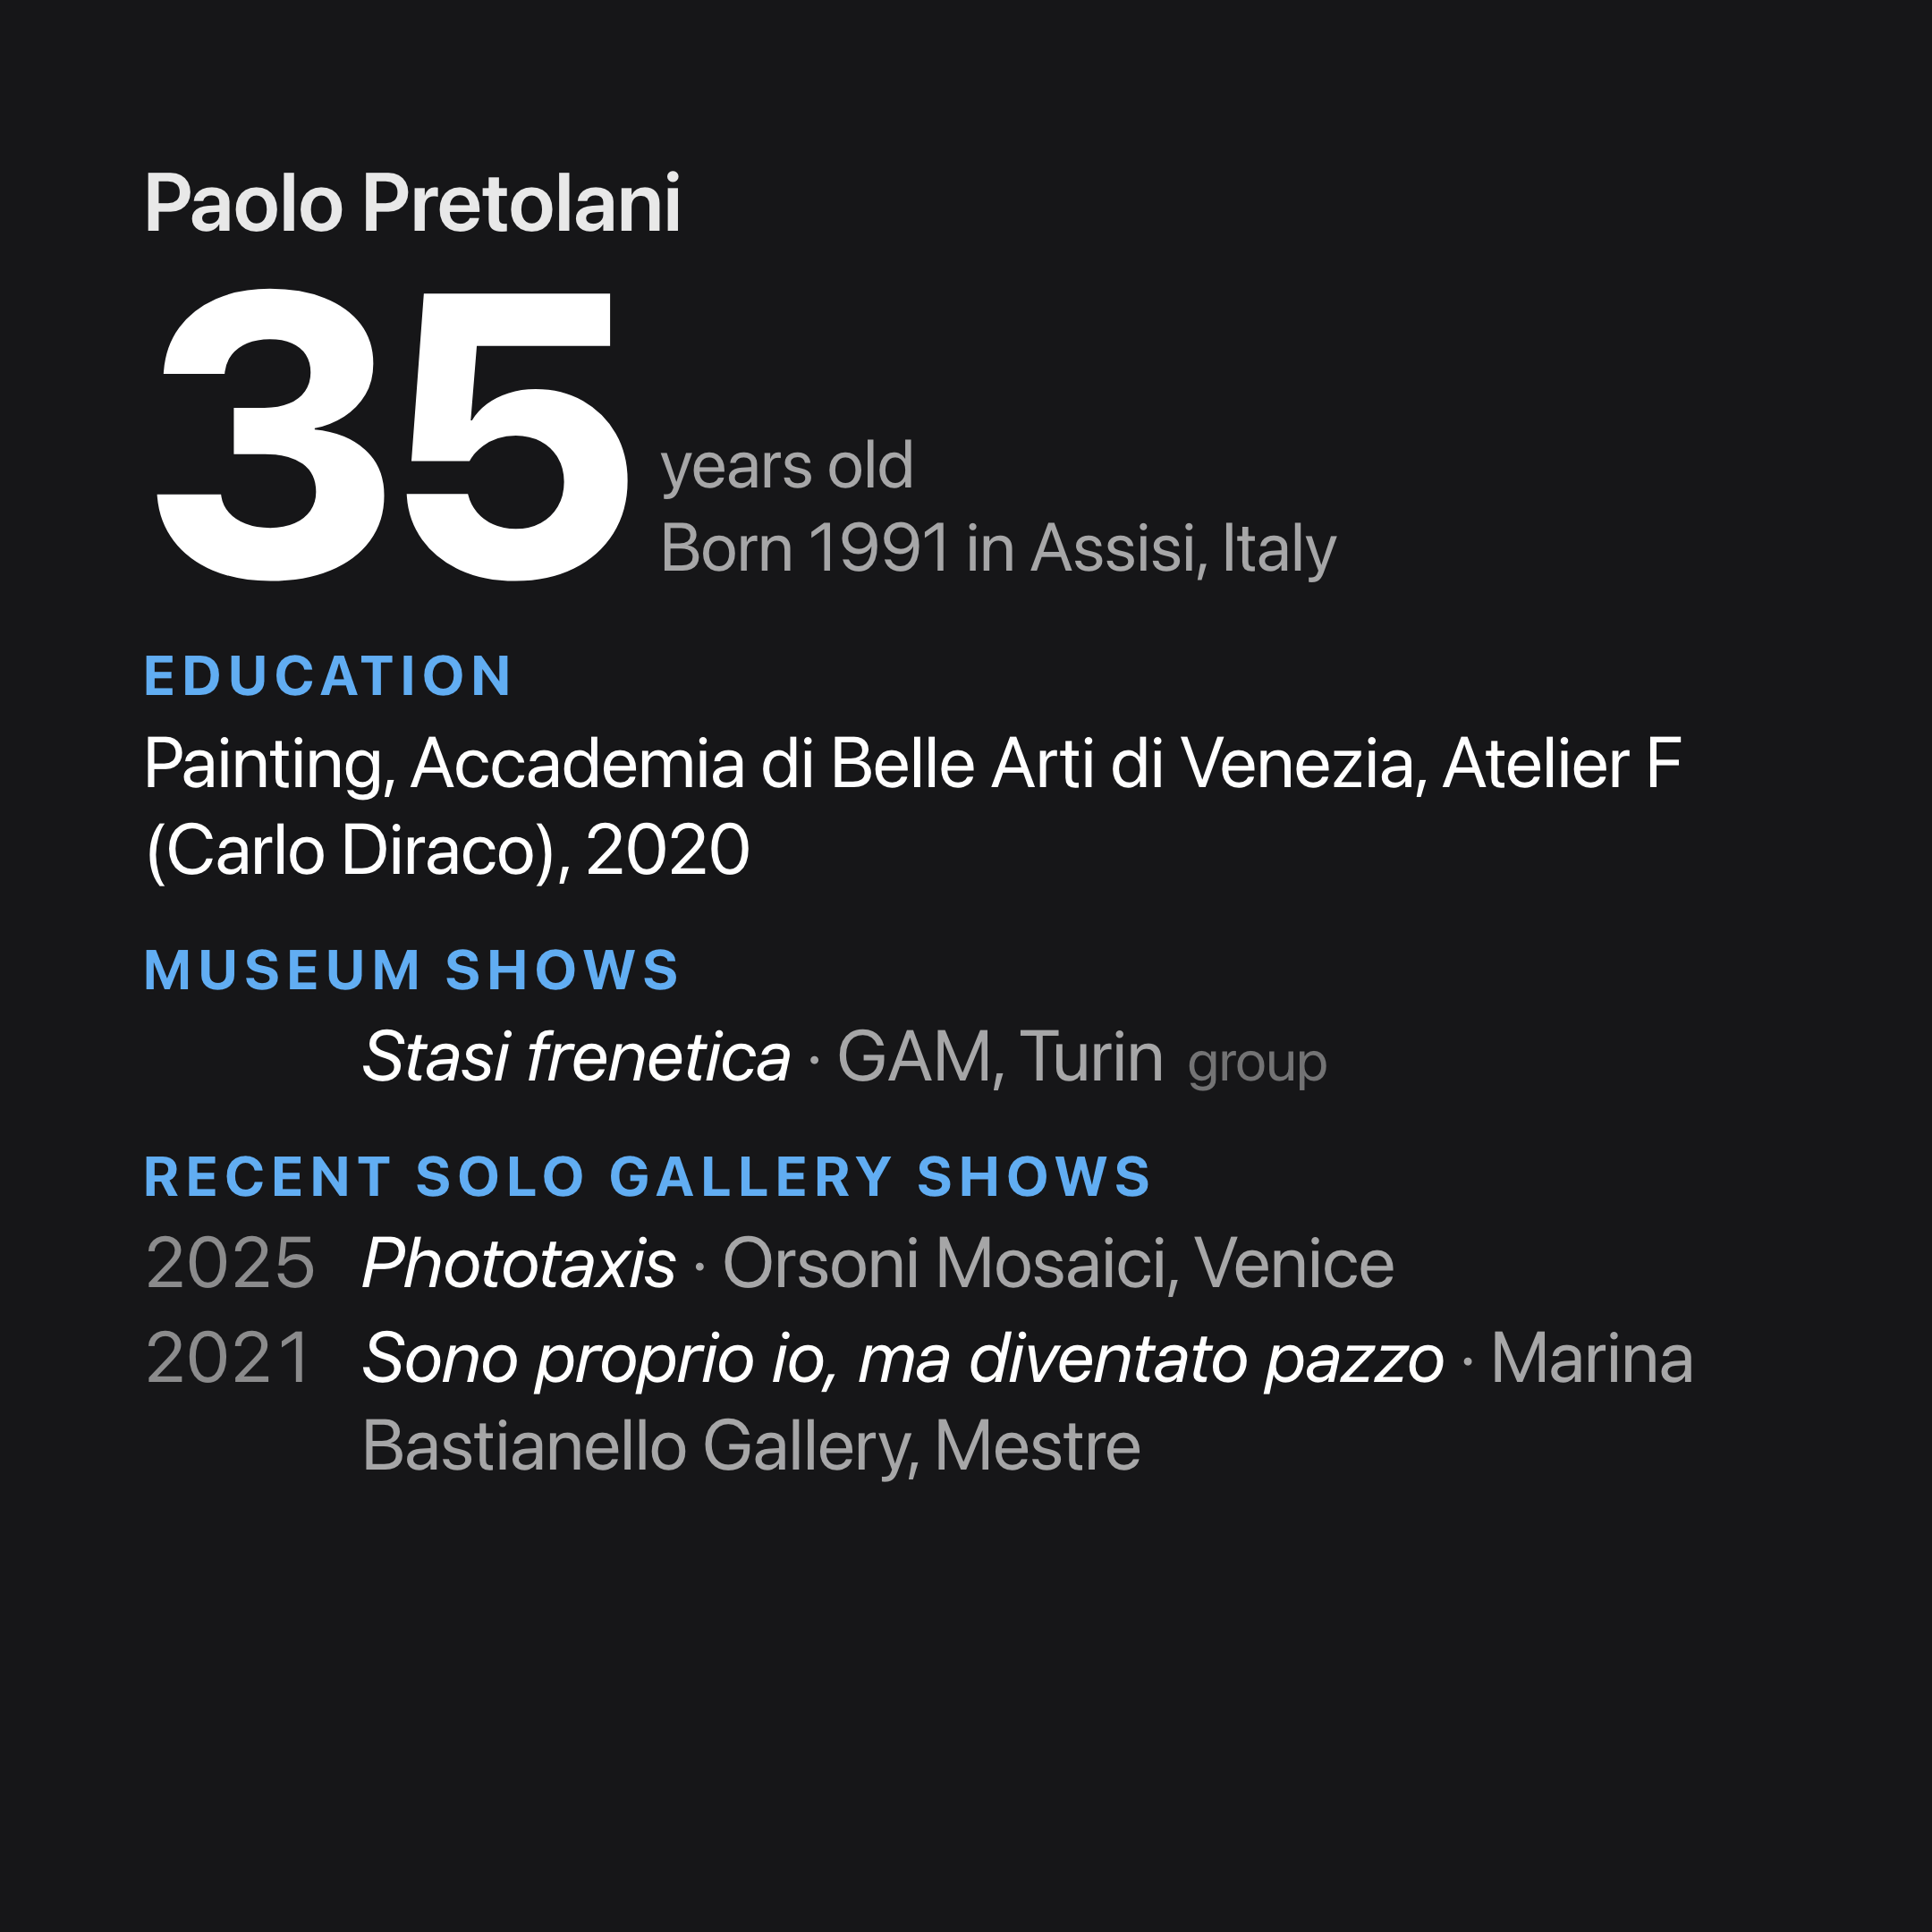 Paolo Pretolani
35
years old
Born 1991 in Assisi, Italy
EDUCATION
Painting, Accademia di Belle Arti di Venezia, Atelier F
(Carlo Diraco), 2020
MUSEUM SHOWS
Stasi frenetica · GAM, Turin group
RECENT SOLO GALLERY SHOWS
2025 Phototaxis · Orsoni Mosaici, Venice
2021 Sono proprio io, ma diventato pazzo · Marina
Bastianello Gallery, Mestre